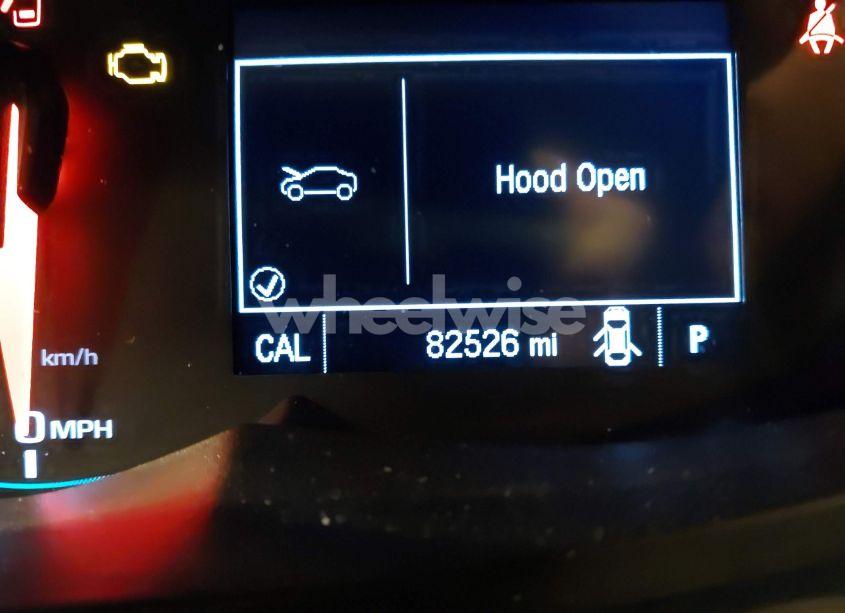 Hood Open
wheelwise
CAL 82526 mi P
km/h
0 MPH